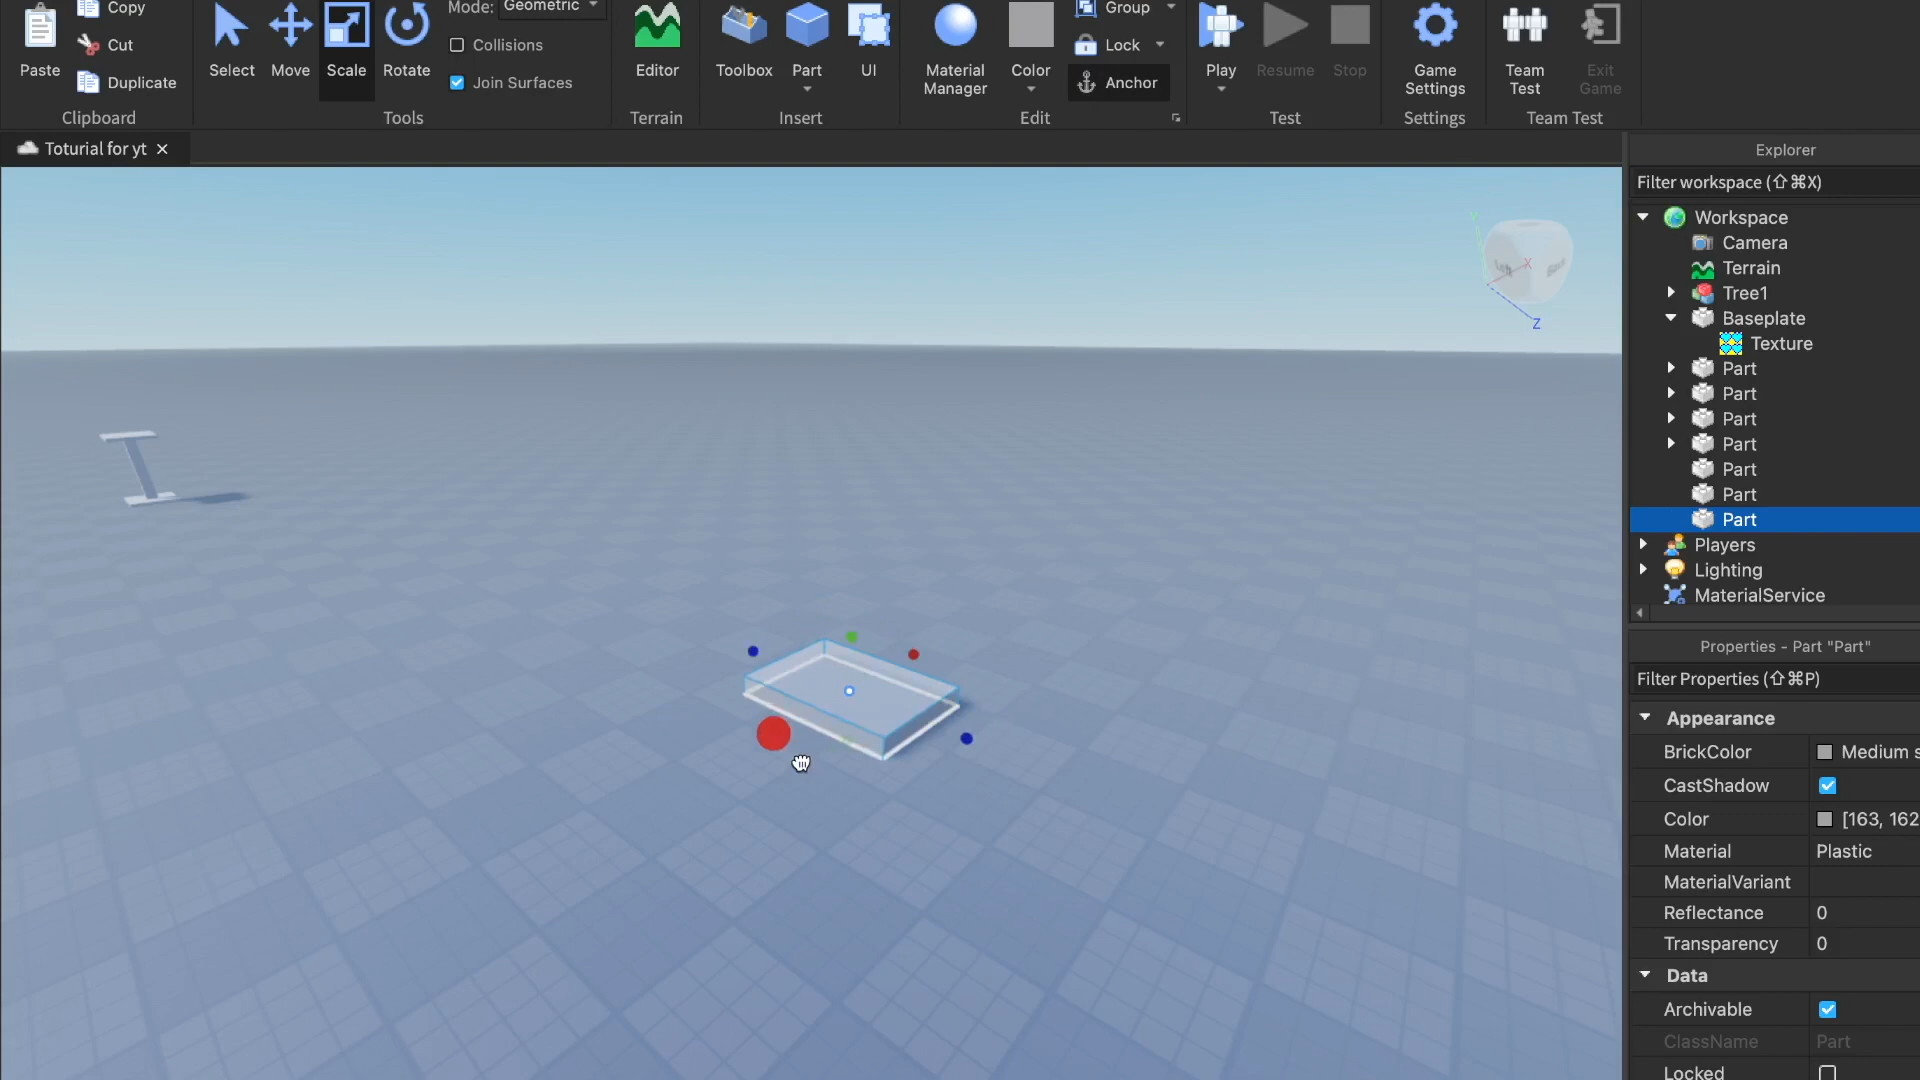 Copy
Mode: Geometric
Group
Cut
Collisions
Lock
Paste
Duplicate
Select
Move
Scale
Rotate
Join Surfaces
Editor
Toolbox
Part
UI
Material Manager
Color
Anchor
Play
Resume
Stop
Game Settings
Team Test
Exit Game
Clipboard
Tools
Terrain
Insert
Edit
Test
Settings
Team Test
Toturial for yt
Explorer
Filter workspace (⇧⌘X)
Workspace
Camera
Terrain
Tree1
Baseplate
Texture
Part
Part
Part
Part
Part
Part
Part
Players
Lighting
MaterialService
Properties - Part "Part"
Filter Properties (⇧⌘P)
Appearance
BrickColor Medium s
CastShadow
Color [163, 162
Material Plastic
MaterialVariant
Reflectance 0
Transparency 0
Data
Archivable
ClassName Part
Locked
Y
Left
X
Back
Z